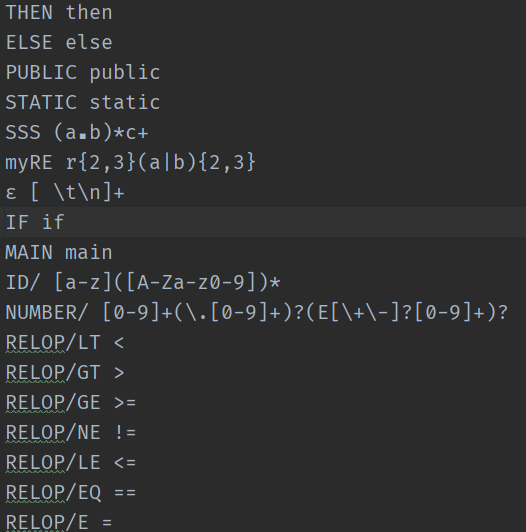 THEN then
ELSE else
PUBLIC public
STATIC static
SSS (a▪b)*c+
myRE r{2,3}(a|b){2,3}
ε [ \t\n]+
IF if
MAIN main
ID/ [a-z]([A-Za-z0-9])*
NUMBER/ [0-9]+(\.[0-9]+)?(E[\+\-]?[0-9]+)?
RELOP/LT <
RELOP/GT >
RELOP/GE >=
RELOP/NE !=
RELOP/LE <=
RELOP/EQ ==
RELOP/E =